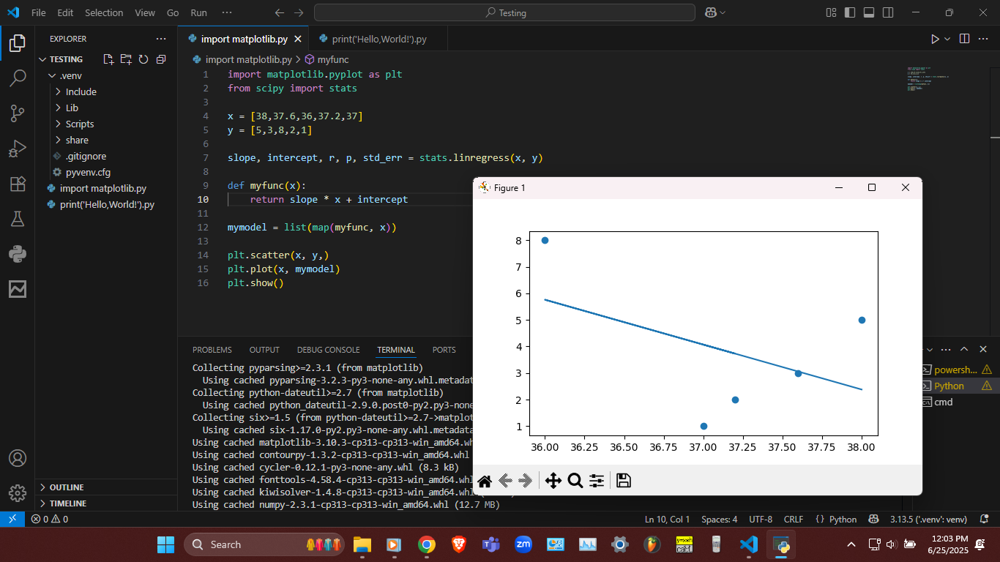 File Edit Selection View Go Run ··· Testing
EXPLORER
TESTING
.venv
Include
Lib
Scripts
share
.gitignore
pyvenv.cfg
import matplotlib.py
print('Hello,World!').py
OUTLINE
TIMELINE
import matplotlib.py print('Hello,World!').py
import matplotlib.py > myfunc
1 import matplotlib.pyplot as plt
2 from scipy import stats
3
4 x = [38,37.6,36,37.2,37]
5 y = [5,3,8,2,1]
6
7 slope, intercept, r, p, std_err = stats.linregress(x, y)
8
9 def myfunc(x):
10 return slope * x + intercept
11
12 mymodel = list(map(myfunc, x))
13
14 plt.scatter(x, y,)
15 plt.plot(x, mymodel)
16 plt.show()
Figure 1
8
7
6
5
4
3
2
1
36.00 36.25 36.50 36.75 37.00 37.25 37.50 37.75 38.00
PROBLEMS OUTPUT DEBUG CONSOLE TERMINAL PORTS
Collecting pyparsing>=2.3.1 (from matplotlib)
Using cached pyparsing-3.2.3-py3-none-any.whl.metadat
Collecting python-dateutil>=2.7 (from matplotlib)
Using cached python_dateutil-2.9.0.post0-py2.py3-none
Collecting six>=1.5 (from python-dateutil>=2.7->matplot
Using cached six-1.17.0-py2.py3-none-any.whl.metadata
Using cached matplotlib-3.10.3-cp313-cp313-win_amd64.wh
Using cached contourpy-1.3.2-cp313-cp313-win_amd64.whl
Using cached cycler-0.12.1-py3-none-any.whl (8.3 kB)
Using cached fonttools-4.58.4-cp313-cp313-win_amd64.whl
Using cached kiwisolver-1.4.8-cp313-cp313-win_amd64.whl
Using cached numpy-2.3.1-cp313-cp313-win_amd64.whl (12.7 MB)
powersh...
Python
cmd
0 0 Ln 10, Col 1 Spaces: 4 UTF-8 CRLF {} Python 3.13.5 ('.venv': venv)
Search
zm
12:03 PM
6/25/2025